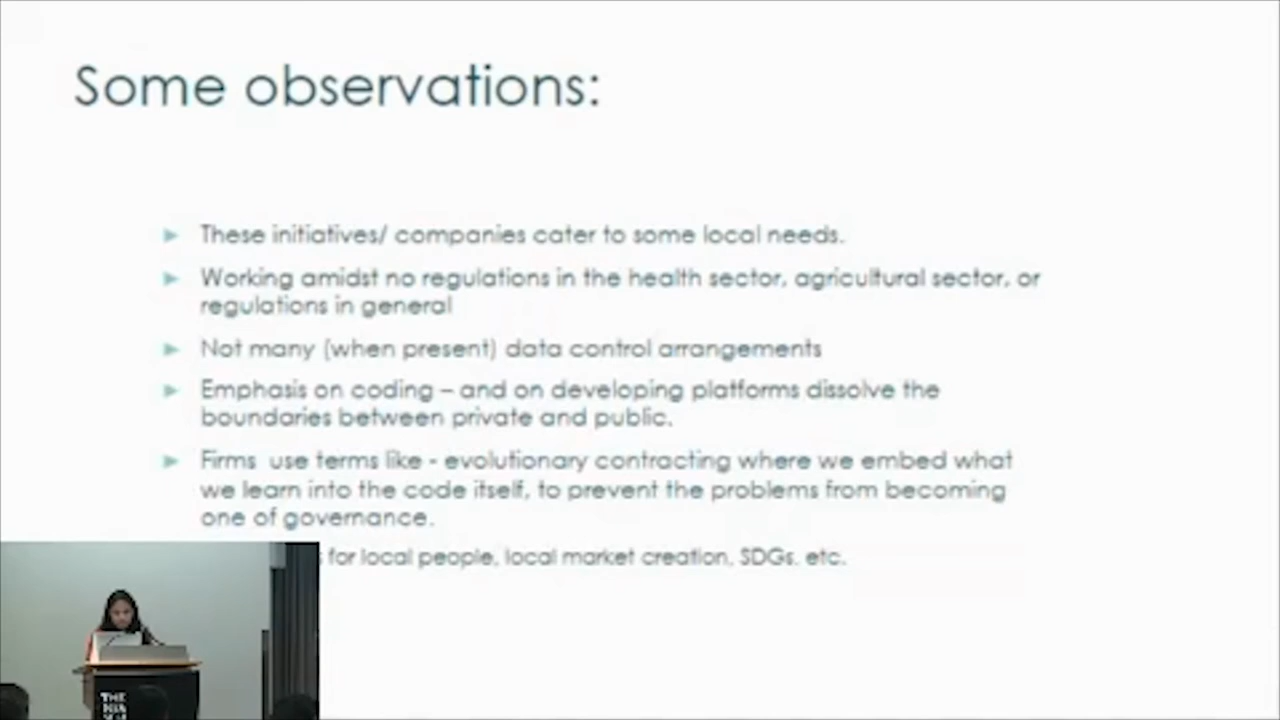 Some observations:
These initiatives/ companies cater to some local needs.
Working amidst no regulations in the health sector, agricultural sector, or
regulations in general
Not many (when present) data control arrangements
Emphasis on coding – and on developing platforms dissolve the
boundaries between private and public.
Firms use terms like - evolutionary contracting where we embed what
we learn into the code itself, to prevent the problems from becoming
one of governance.
for local people, local market creation, SDGs, etc.
THE